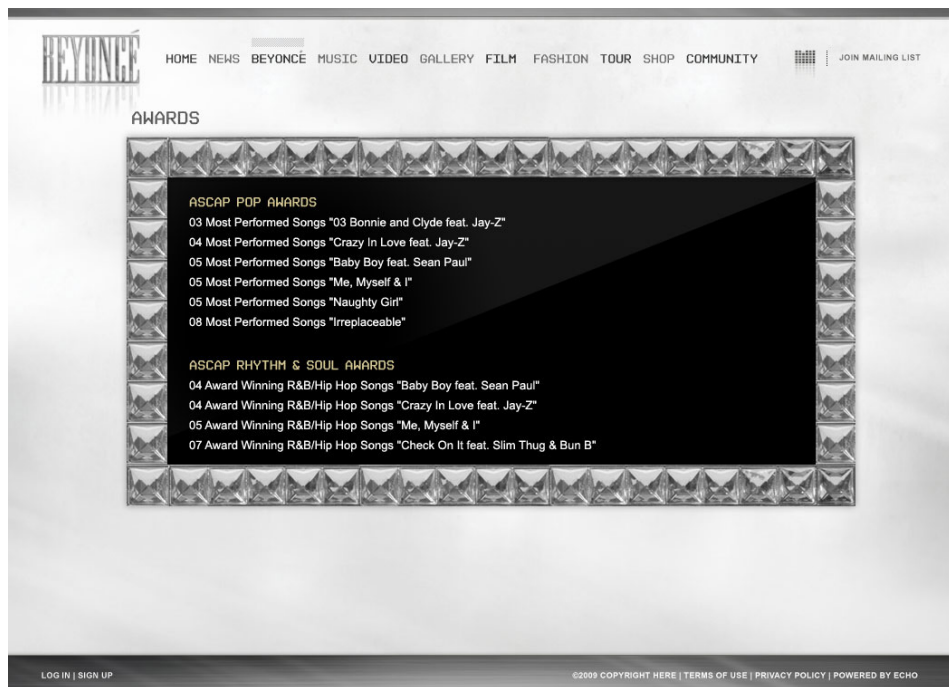 BEYONCÉ
HOME NEWS BEYONCÉ MUSIC VIDEO GALLERY FILM FASHION TOUR SHOP COMMUNITY JOIN MAILING LIST
AWARDS
ASCAP POP AWARDS
03 Most Performed Songs "03 Bonnie and Clyde feat. Jay-Z"
04 Most Performed Songs "Crazy In Love feat. Jay-Z"
05 Most Performed Songs "Baby Boy feat. Sean Paul"
05 Most Performed Songs "Me, Myself & I"
05 Most Performed Songs "Naughty Girl"
08 Most Performed Songs "Irreplaceable"
ASCAP RHYTHM & SOUL AWARDS
04 Award Winning R&B/Hip Hop Songs "Baby Boy feat. Sean Paul"
04 Award Winning R&B/Hip Hop Songs "Crazy In Love feat. Jay-Z"
05 Award Winning R&B/Hip Hop Songs "Me, Myself & I"
07 Award Winning R&B/Hip Hop Songs "Check On It feat. Slim Thug & Bun B"
LOG IN | SIGN UP ©2009 COPYRIGHT HERE | TERMS OF USE | PRIVACY POLICY | POWERED BY ECHO